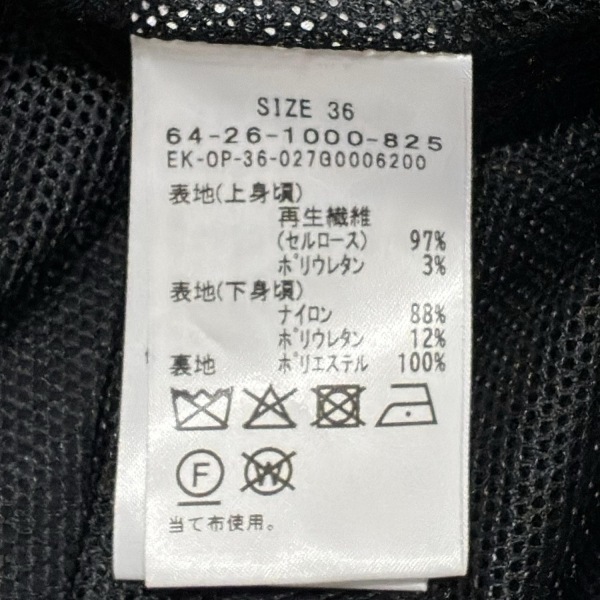 SIZE 36
64-26-1000-825
EK-OP-36-027G0006200
表地(上身頃)
再生繊維
(セルロース) 97%
ポリウレタン 3%
表地(下身頃)
ナイロン 88%
ポリウレタン 12%
裏地 ポリエステル 100%
F W
当て布使用。